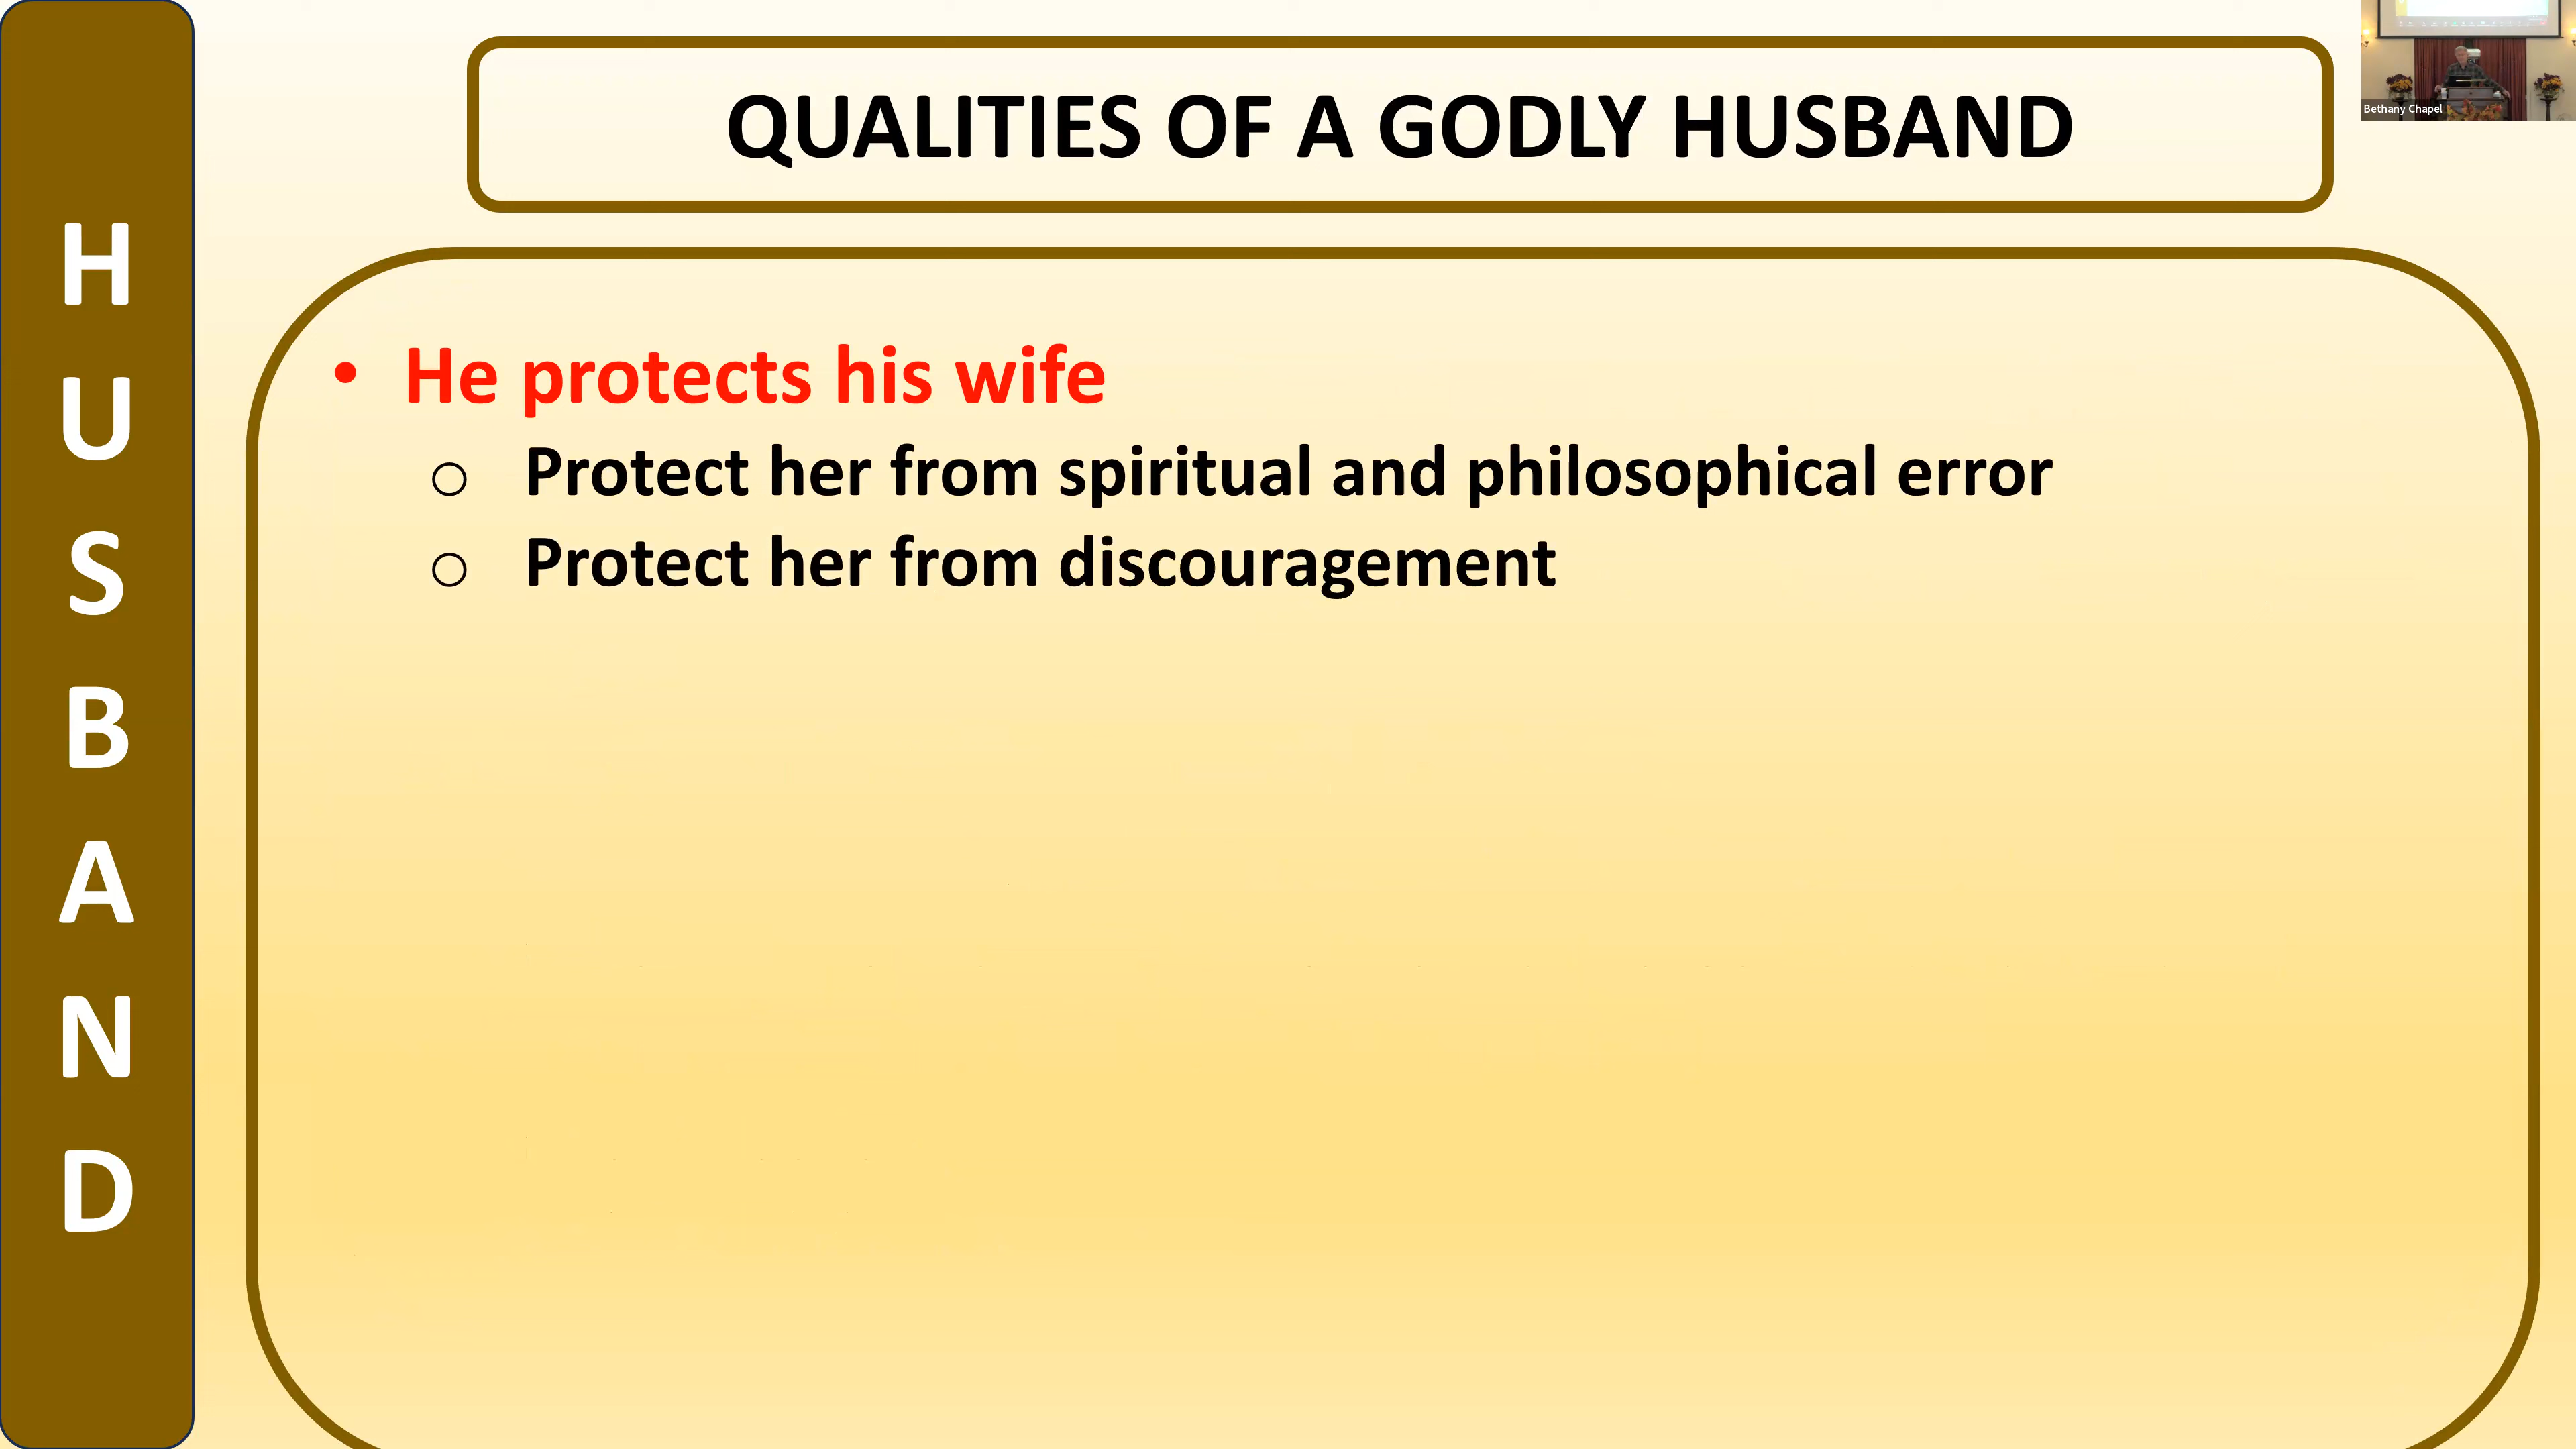 QUALITIES OF A GODLY HUSBAND
Bethany Chapel
H
U
S
B
A
N
D
• He protects his wife
o Protect her from spiritual and philosophical error
o Protect her from discouragement